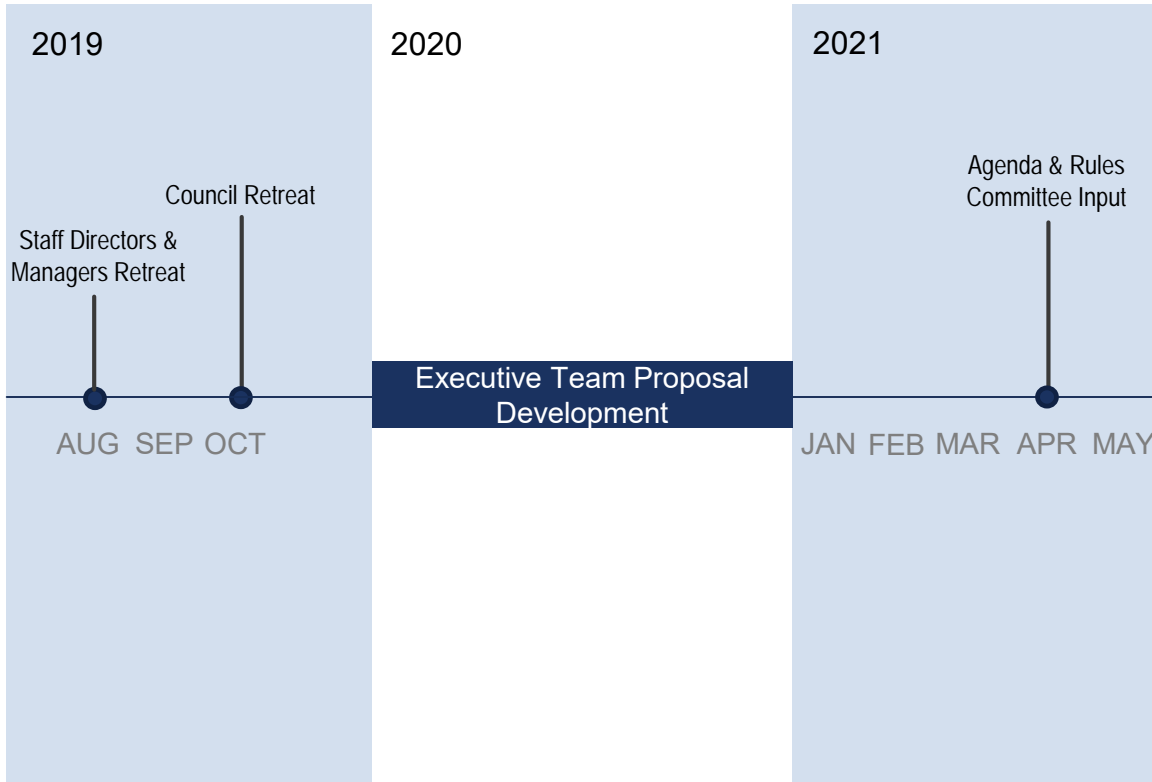 2019
2020
2021
Agenda & Rules
Committee Input
Council Retreat
Staff Directors &
Managers Retreat
Executive Team Proposal
Development
AUG SEP OCT
JAN FEB MAR APR MAY